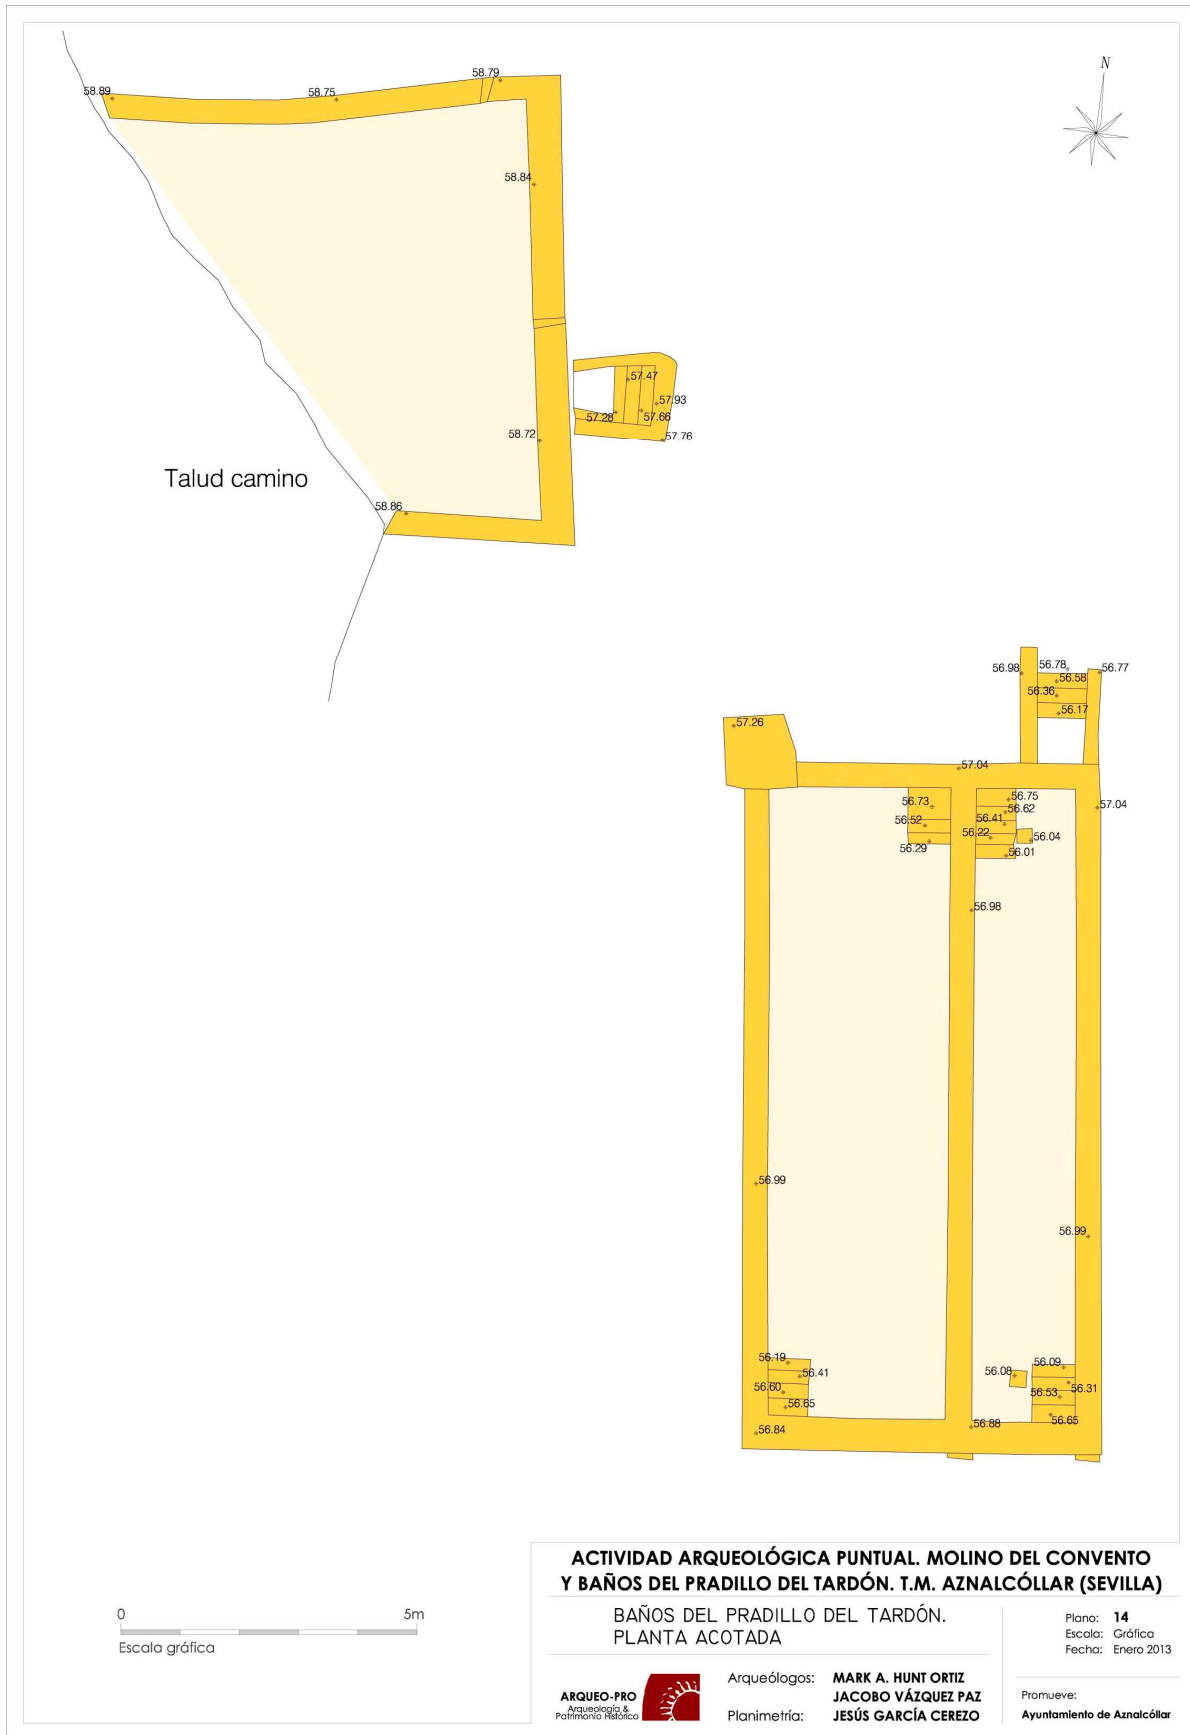 58.79
58.89
58.75
N
58.84
57.47
57.93
57.28
57.66
58.72
57.76
Talud camino
58.86
56.98
56.78
56.77
56.58
56.36
56.17
57.26
57.04
56.75
56.73
56.62
57.04
56.52
56.41
56.22
56.04
56.29
56.01
56.98
56.99
56.99
56.19
56.09
56.08
56.41
56.31
56.60
56.53
56.65
56.65
56.84
56.88
ACTIVIDAD ARQUEOLÓGICA PUNTUAL. MOLINO DEL CONVENTO
Y BAÑOS DEL PRADILLO DEL TARDÓN. T.M. AZNALCÓLLAR (SEVILLA)
0 5m
Escala gráfica
BAÑOS DEL PRADILLO DEL TARDÓN.
PLANTA ACOTADA
Plano: 14
Escala: Gráfica
Fecha: Enero 2013
ARQUEO-PRO
Arqueología &
Patrimonio Histórico
Arqueólogos: MARK A. HUNT ORTIZ
JACOBO VÁZQUEZ PAZ
Planimetría: JESÚS GARCÍA CEREZO
Promueve:
Ayuntamiento de Aznalcóllar